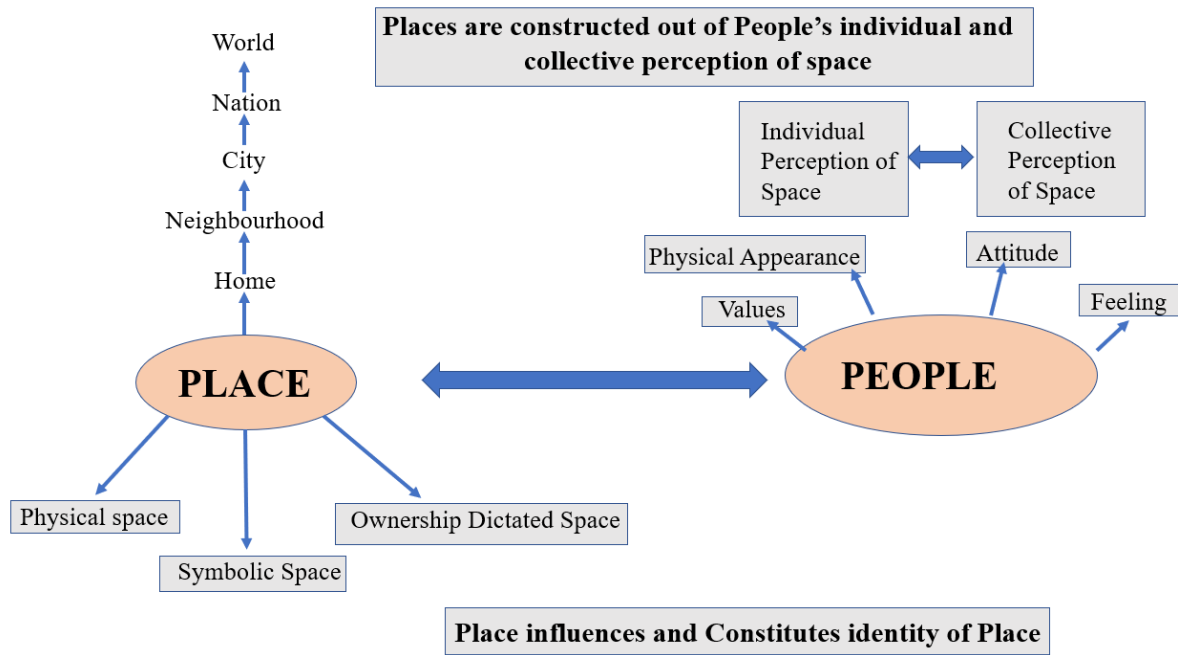 Places are constructed out of People’s individual and
collective perception of space
World
Nation
City
Neighbourhood
Home
PLACE
Physical space
Symbolic Space
Ownership Dictated Space
Individual
Perception of
Space
Collective
Perception
of Space
Physical Appearance
Attitude
Values
Feeling
PEOPLE
Place influences and Constitutes identity of Place